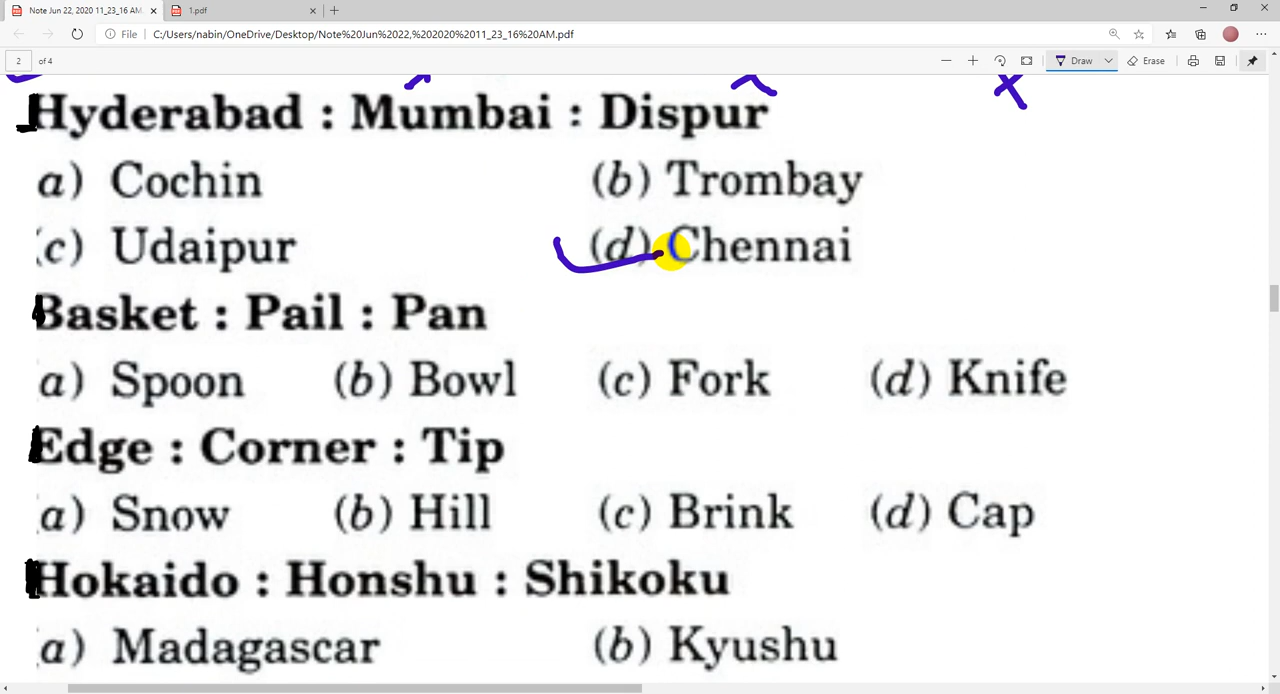 Note Jun 22, 2020 11_23_16 AM. 1.pdf
File C:/Users/nabin/OneDrive/Desktop/Note%20Jun%2022,%202020%2011_23_16%20AM.pdf
2 of 4 Draw Erase
Hyderabad : Mumbai : Dispur
a) Cochin (b) Trombay
(c) Udaipur (d) Chennai
Basket : Pail : Pan
a) Spoon (b) Bowl (c) Fork (d) Knife
Edge : Corner : Tip
a) Snow (b) Hill (c) Brink (d) Cap
Hokaido : Honshu : Shikoku
a) Madagascar (b) Kyushu